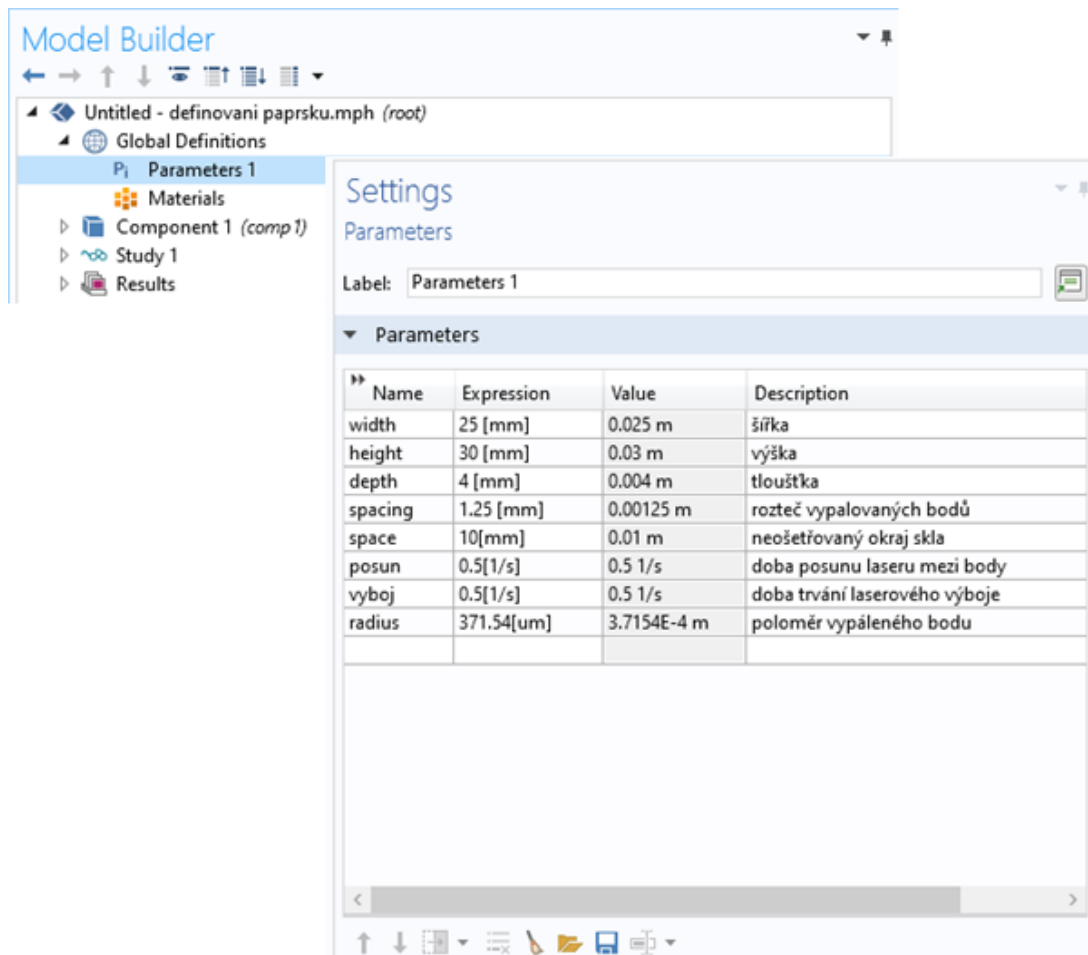 Model Builder
Untitled - definovani paprsku.mph (root)
Global Definitions
Pi Parameters 1
Materials
Component 1 (comp1)
Study 1
Results
Settings
Parameters
Label: Parameters 1
Parameters
Name Expression Value Description
width 25 [mm] 0.025 m šířka
height 30 [mm] 0.03 m výška
depth 4 [mm] 0.004 m tloušťka
spacing 1.25 [mm] 0.00125 m rozteč vypalovaných bodů
space 10[mm] 0.01 m neošetřovaný okraj skla
posun 0.5[1/s] 0.5 1/s doba posunu laseru mezi body
vyboj 0.5[1/s] 0.5 1/s doba trvání laserového výboje
radius 371.54[um] 3.7154E-4 m poloměr vypáleného bodu